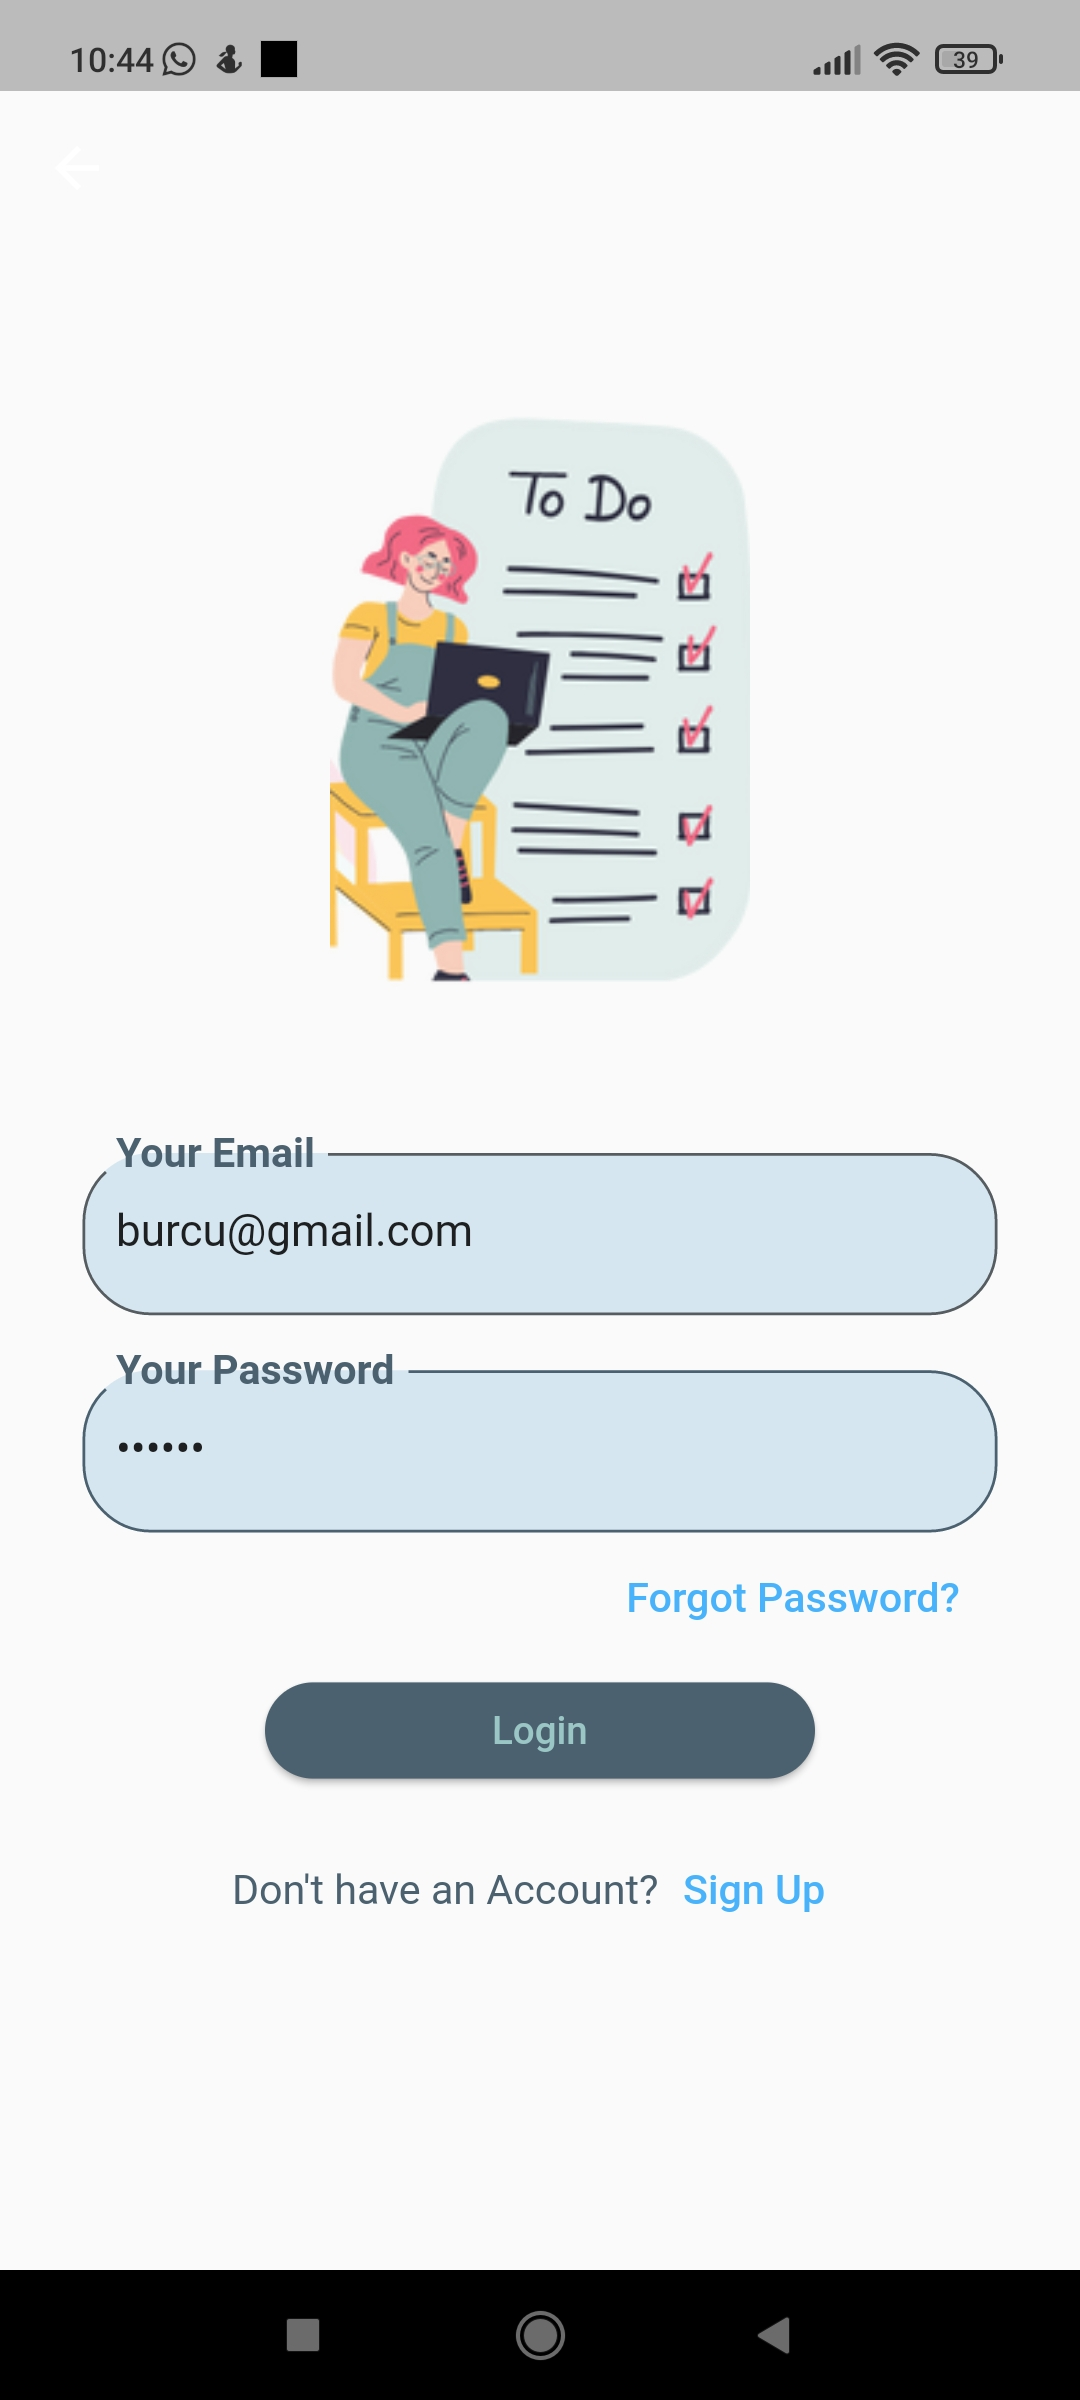 10:44
39
To Do
Your Email
burcu@gmail.com
Your Password
••••••
Forgot Password?
Login
Don't have an Account? Sign Up